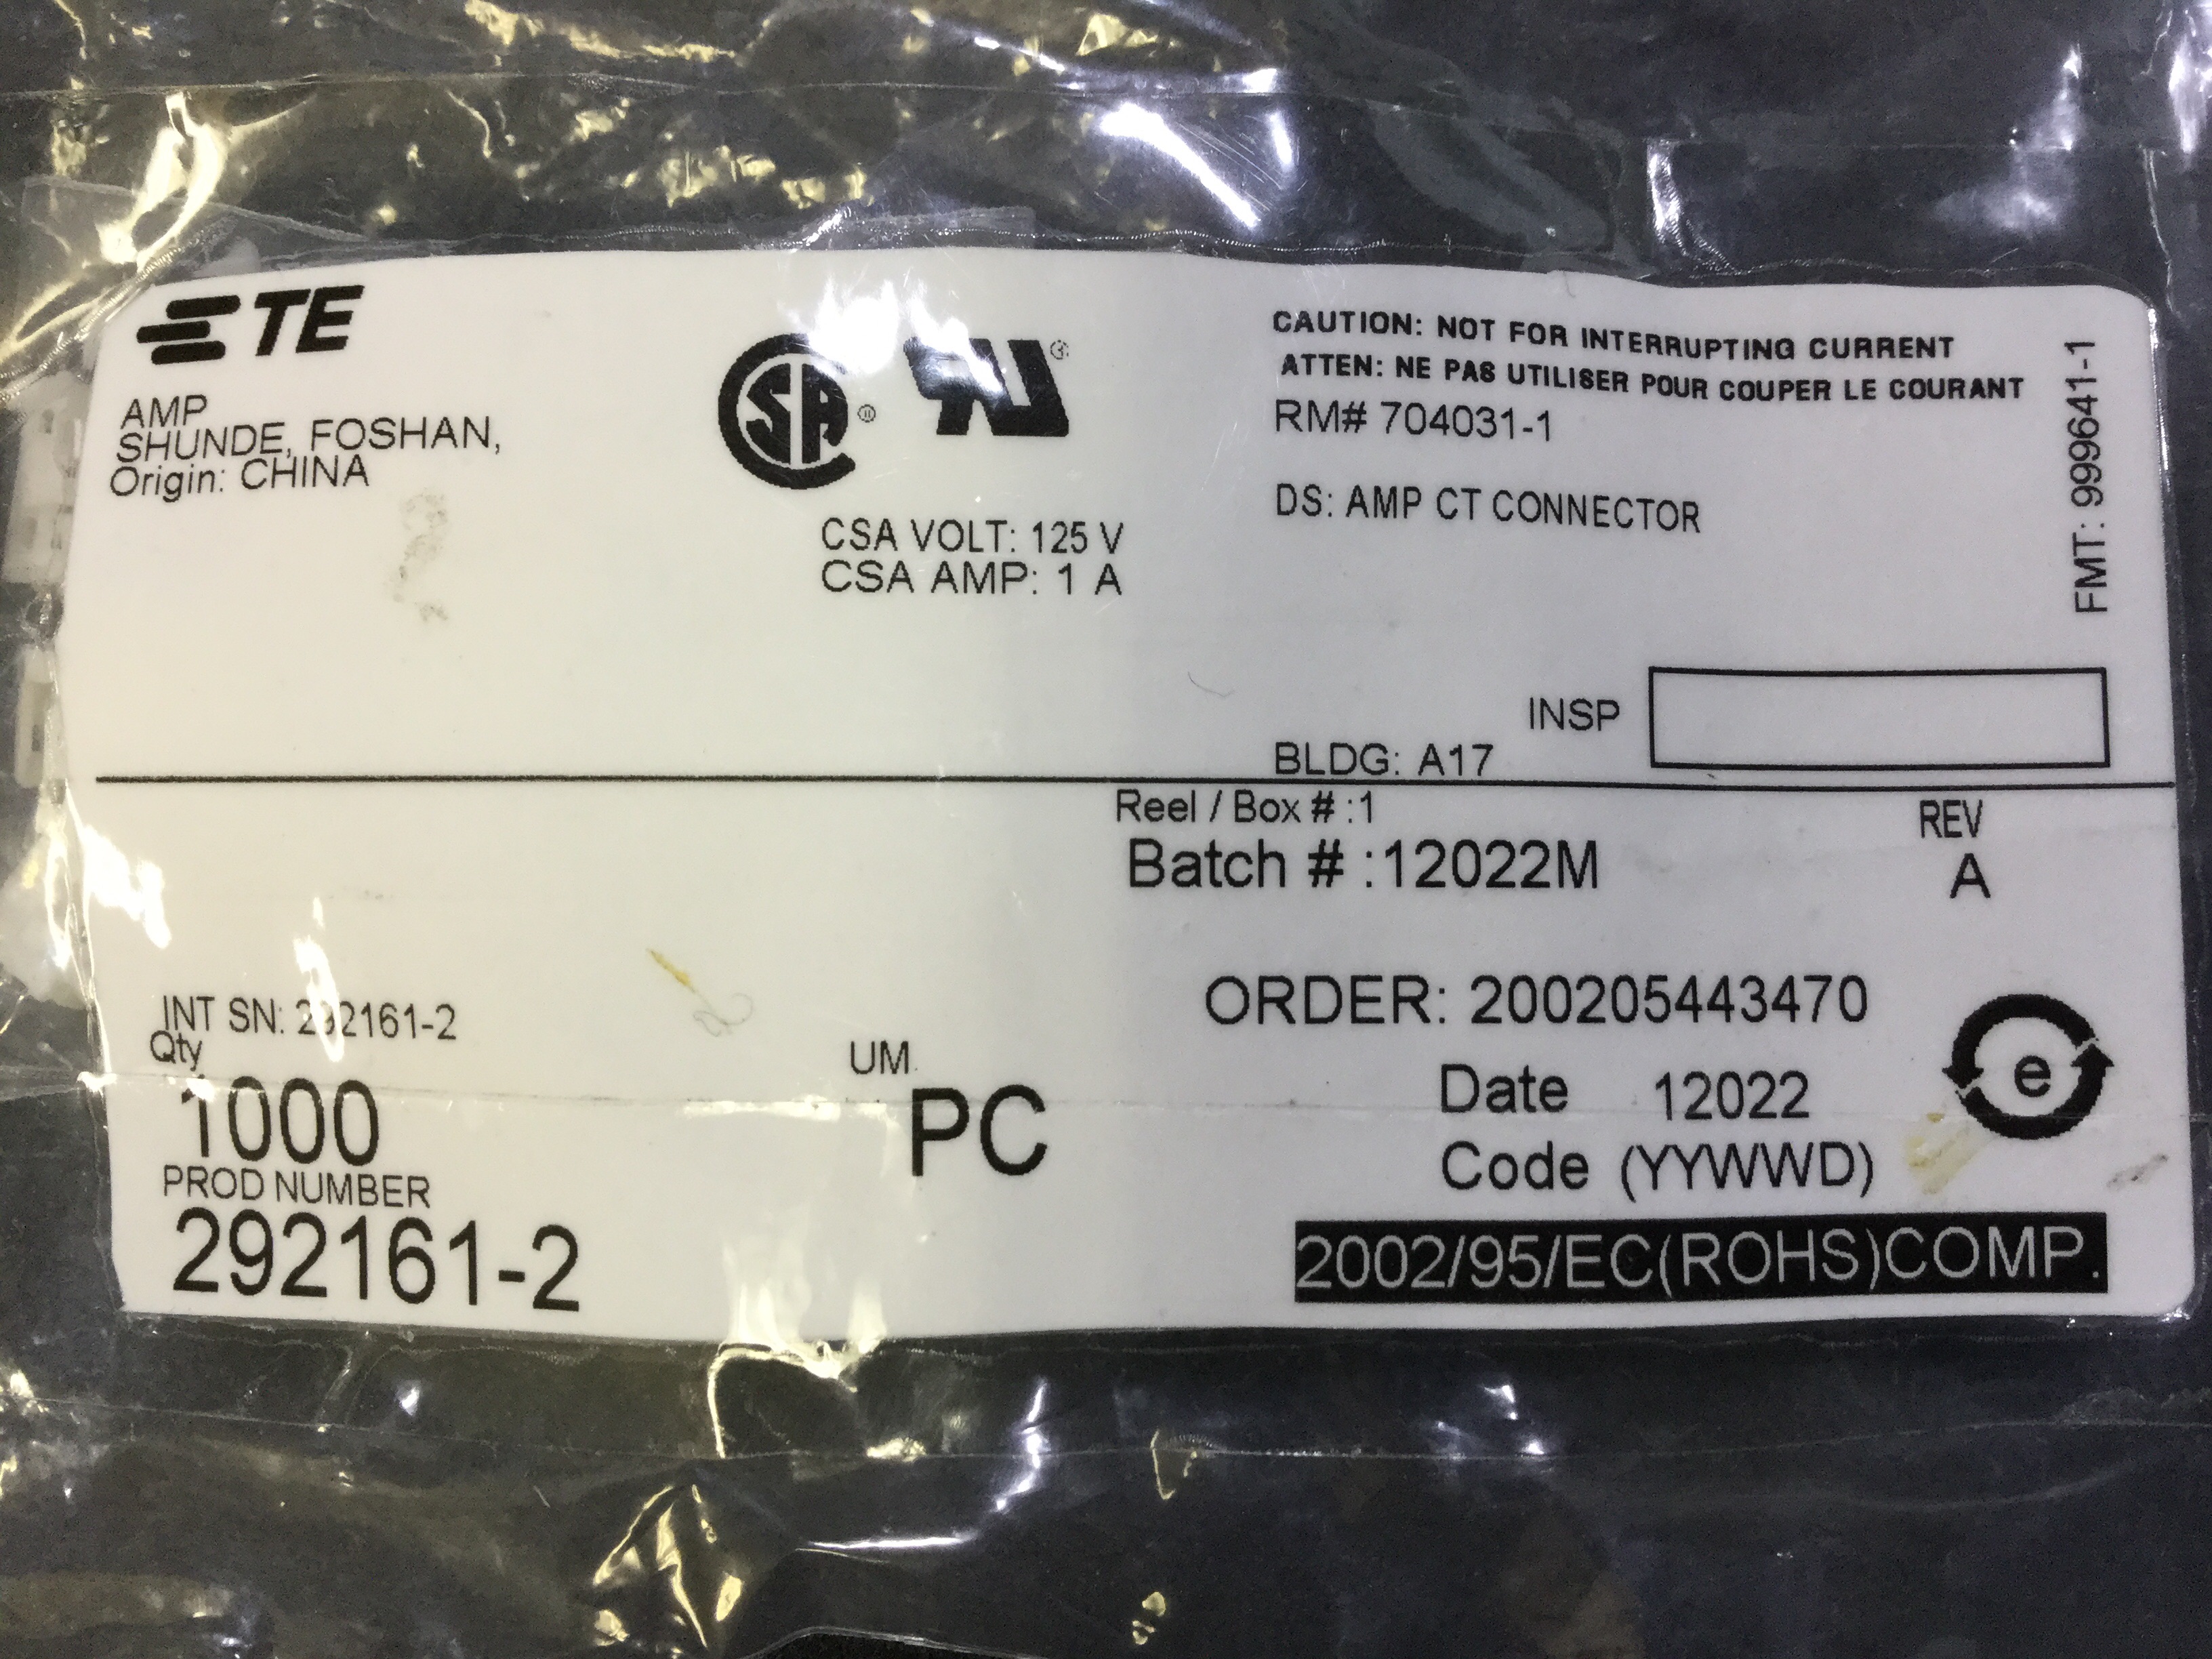 TE
AMP
SHUNDE, FOSHAN,
Origin: CHINA
SA ®
CSA VOLT: 125 V
CSA AMP: 1 A
CAUTION: NOT FOR INTERRUPTING CURRENT
ATTEN: NE PAS UTILISER POUR COUPER LE COURANT
RM# 704031-1
DS: AMP CT CONNECTOR
FMT: 999641-1
INSP
BLDG: A17
Reel / Box # :1
Batch # :12022M
REV
A
INT SN: 292161-2
Qty
1000
UM
PC
PROD NUMBER
292161-2
ORDER: 200205443470
Date 12022
Code (YYWWD)
e
2002/95/EC(ROHS)COMP.